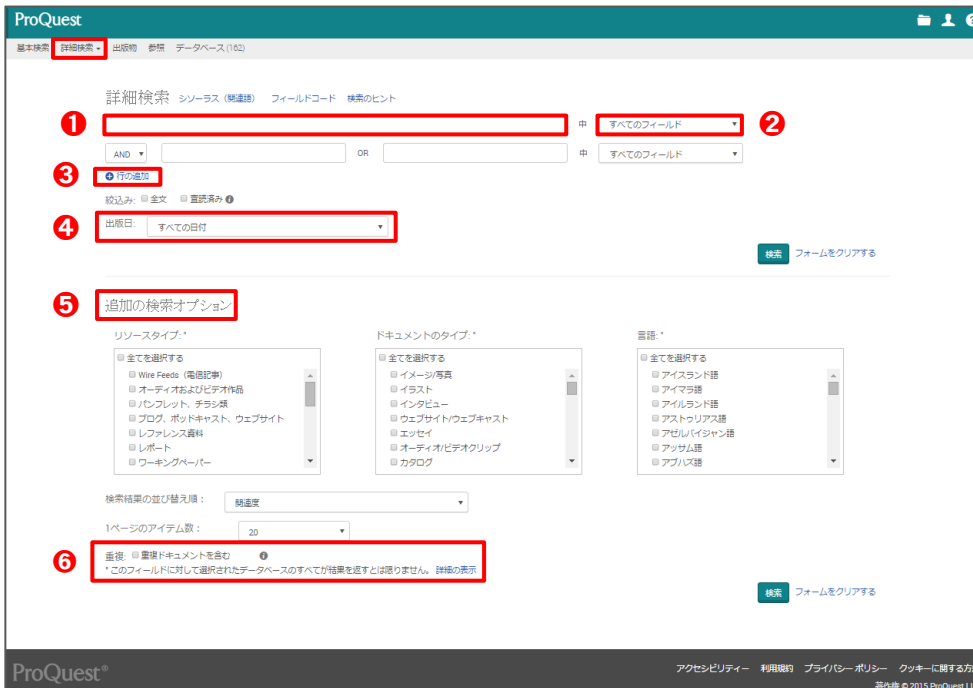 ProQuest
基本検索 詳細検索 出版物 参照 データベース (162)
詳細検索 シソーラス (関連語) フィールドコード 検索のヒント
❶ 中 すべてのフィールド ❷
AND OR 中 すべてのフィールド
❸ 行の追加
絞込み: 全文 査読済み
❹ 出版日: すべての日付
検索 フォームをクリアする
❺ 追加の検索オプション
リソースタイプ: * ドキュメントのタイプ: * 言語: *
全てを選択する 全てを選択する 全てを選択する
Wire Feeds (電信記事) イメージ/写真 アイスランド語
オーディオおよびビデオ作品 イラスト アイマラ語
パンフレット、チラシ類 インタビュー アイルランド語
ブログ、ポッドキャスト、ウェブサイト ウェブサイト/ウェブキャスト アストゥリアス語
レファレンス資料 エッセイ アゼルバイジャン語
レポート オーディオ/ビデオクリップ アッサム語
ワーキングペーパー カタログ アブハズ語
検索結果の並び替え順: 関連度
1ページのアイテム数: 20
❻ 重複: 重複ドキュメントを含む
* このフィールドに対して選択されたデータベースのすべてが結果を返すとは限りません。 詳細の表示
検索 フォームをクリアする
ProQuest®
アクセシビリティー 利用規約 プライバシーポリシー クッキーに関する方
著作権 © 2015 ProQuest